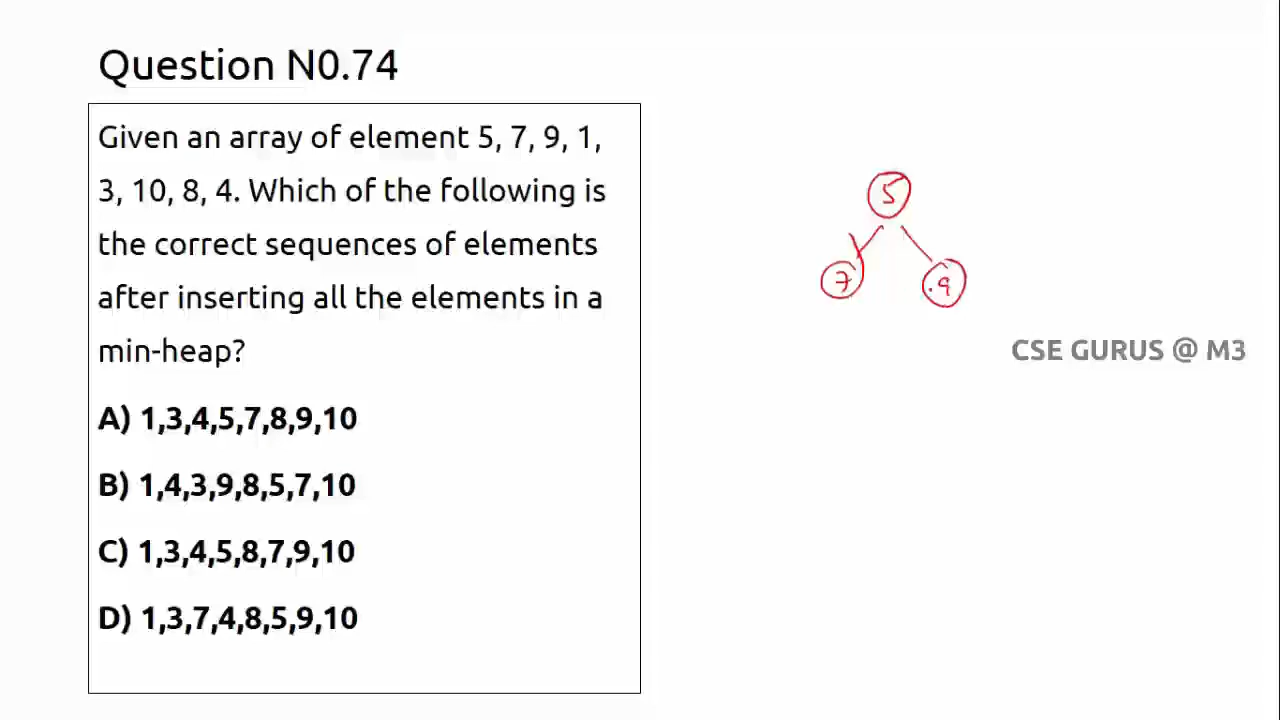 Question N0.74
Given an array of element 5, 7, 9, 1,
3, 10, 8, 4. Which of the following is
the correct sequences of elements
after inserting all the elements in a
min-heap?
A) 1,3,4,5,7,8,9,10
B) 1,4,3,9,8,5,7,10
C) 1,3,4,5,8,7,9,10
D) 1,3,7,4,8,5,9,10
5
7 9
CSE GURUS @ M3